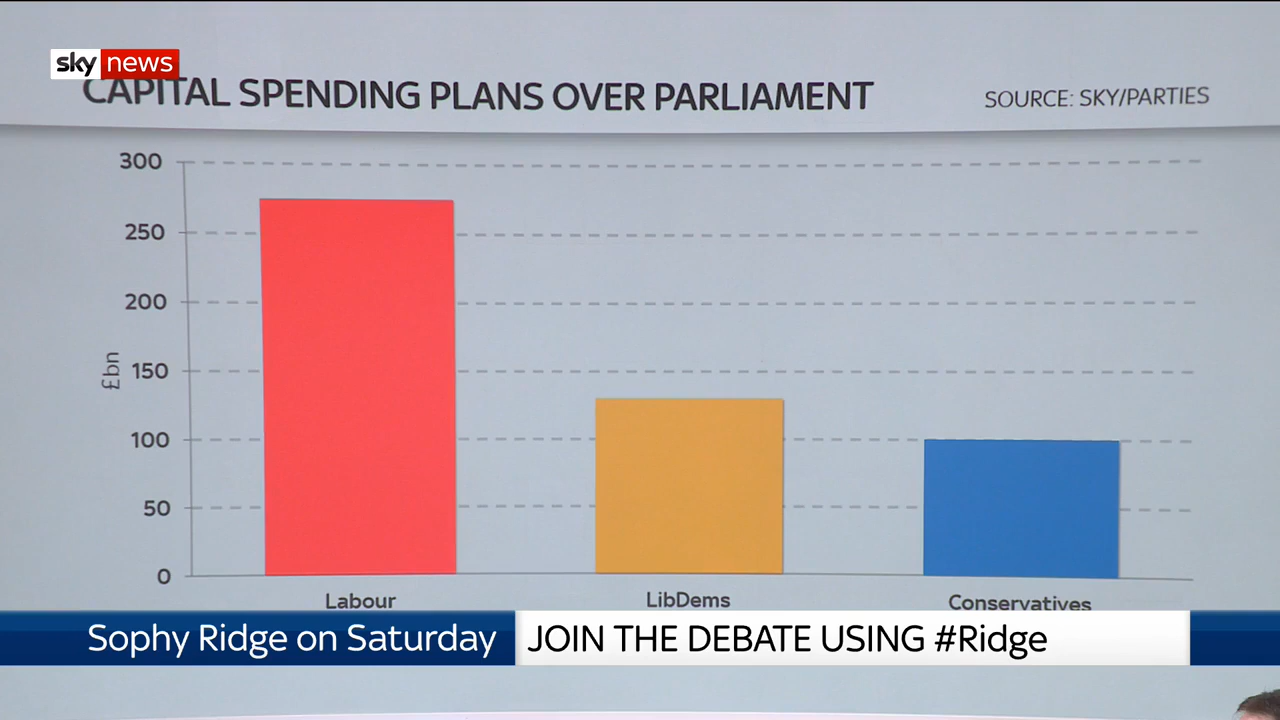 sky news
CAPITAL SPENDING PLANS OVER PARLIAMENT
SOURCE: SKY/PARTIES
300
250
200
£bn
150
100
50
0
Labour
LibDems
Conservatives
Sophy Ridge on Saturday
JOIN THE DEBATE USING #Ridge